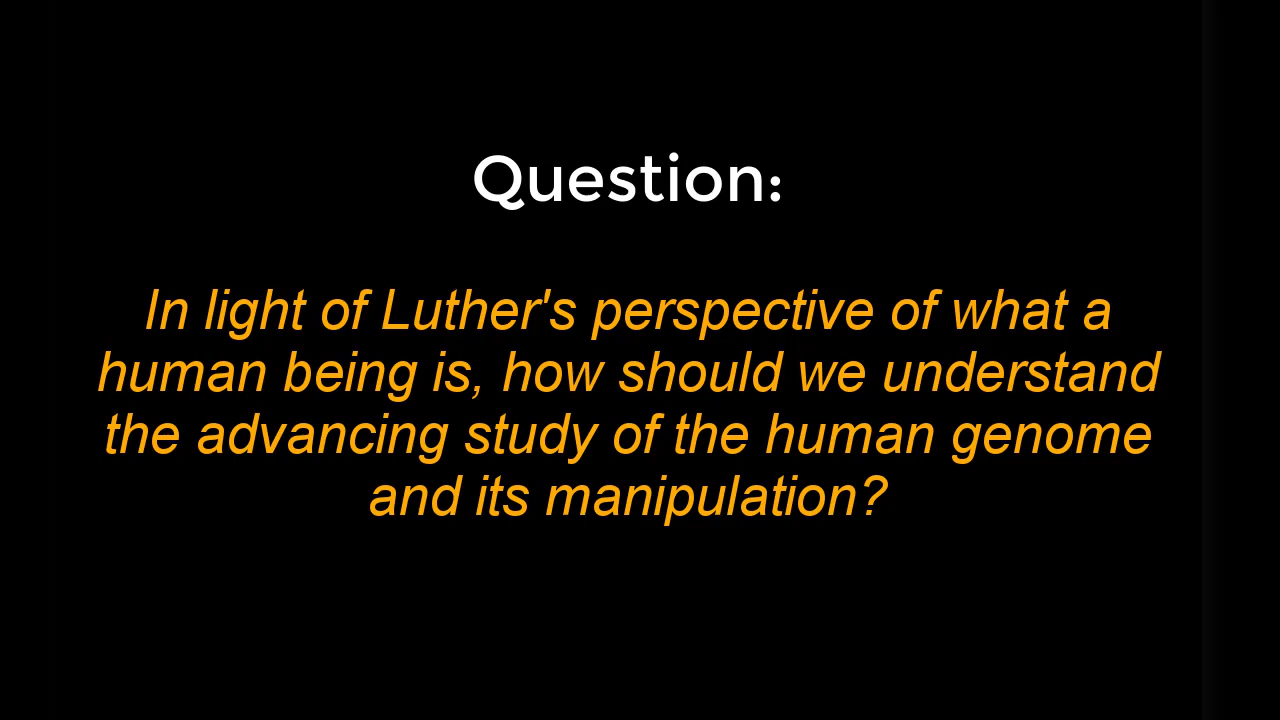 Question:
In light of Luther's perspective of what a
human being is, how should we understand
the advancing study of the human genome
and its manipulation?